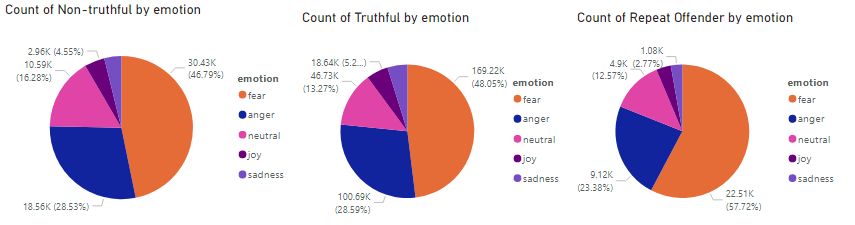 Count of Non-truthful by emotion
2.96K (4.55%)
10.59K
(16.28%)
30.43K
(46.79%)
18.56K (28.53%)
emotion
fear
anger
neutral
joy
sadness
Count of Truthful by emotion
18.64K (5.2...)
46.73K
(13.27%)
169.22K
(48.05%)
100.69K
(28.59%)
emotion
fear
anger
neutral
joy
sadness
Count of Repeat Offender by emotion
1.08K
(2.77%)
4.9K
(12.57%)
9.12K
(23.38%)
22.51K
(57.72%)
emotion
fear
anger
neutral
joy
sadness